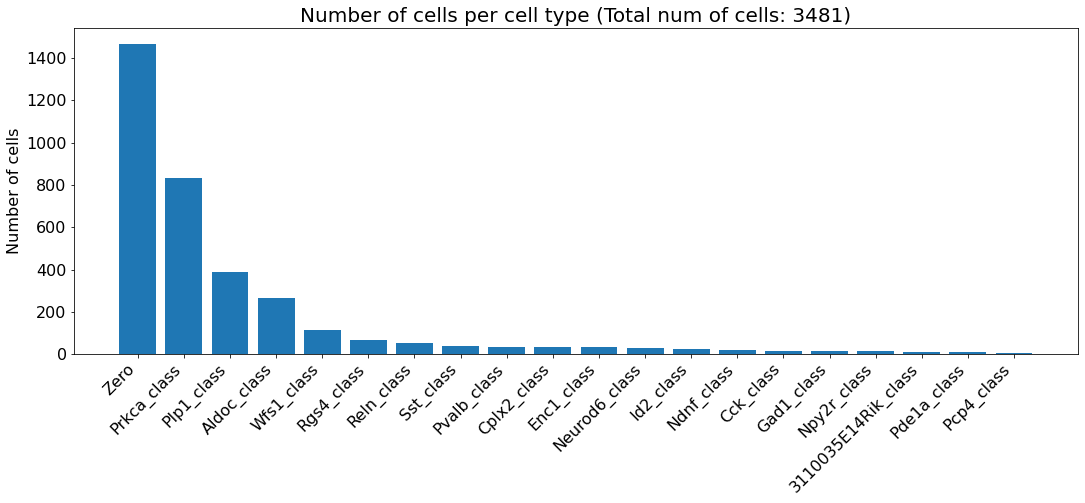 Number of cells per cell type (Total num of cells: 3481)
Number of cells
1400
1200
1000
800
600
400
200
0
Zero
Prkca_class
Plp1_class
Aldoc_class
Wfs1_class
Rgs4_class
Reln_class
Sst_class
Pvalb_class
Cplx2_class
Enc1_class
Neurod6_class
Id2_class
Ndnf_class
Cck_class
Gad1_class
Npy2r_class
3110035E14Rik_class
Pde1a_class
Pcp4_class